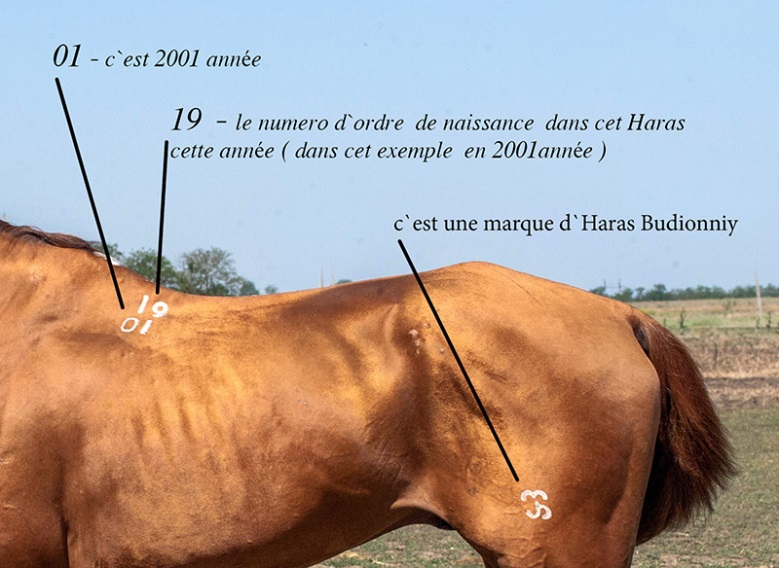 01 - c`est 2001 année
19 - le numero d`ordre de naissance dans cet Haras
cette année ( dans cet exemple en 2001année )
c`est une marque d`Haras Budionniy
19
01